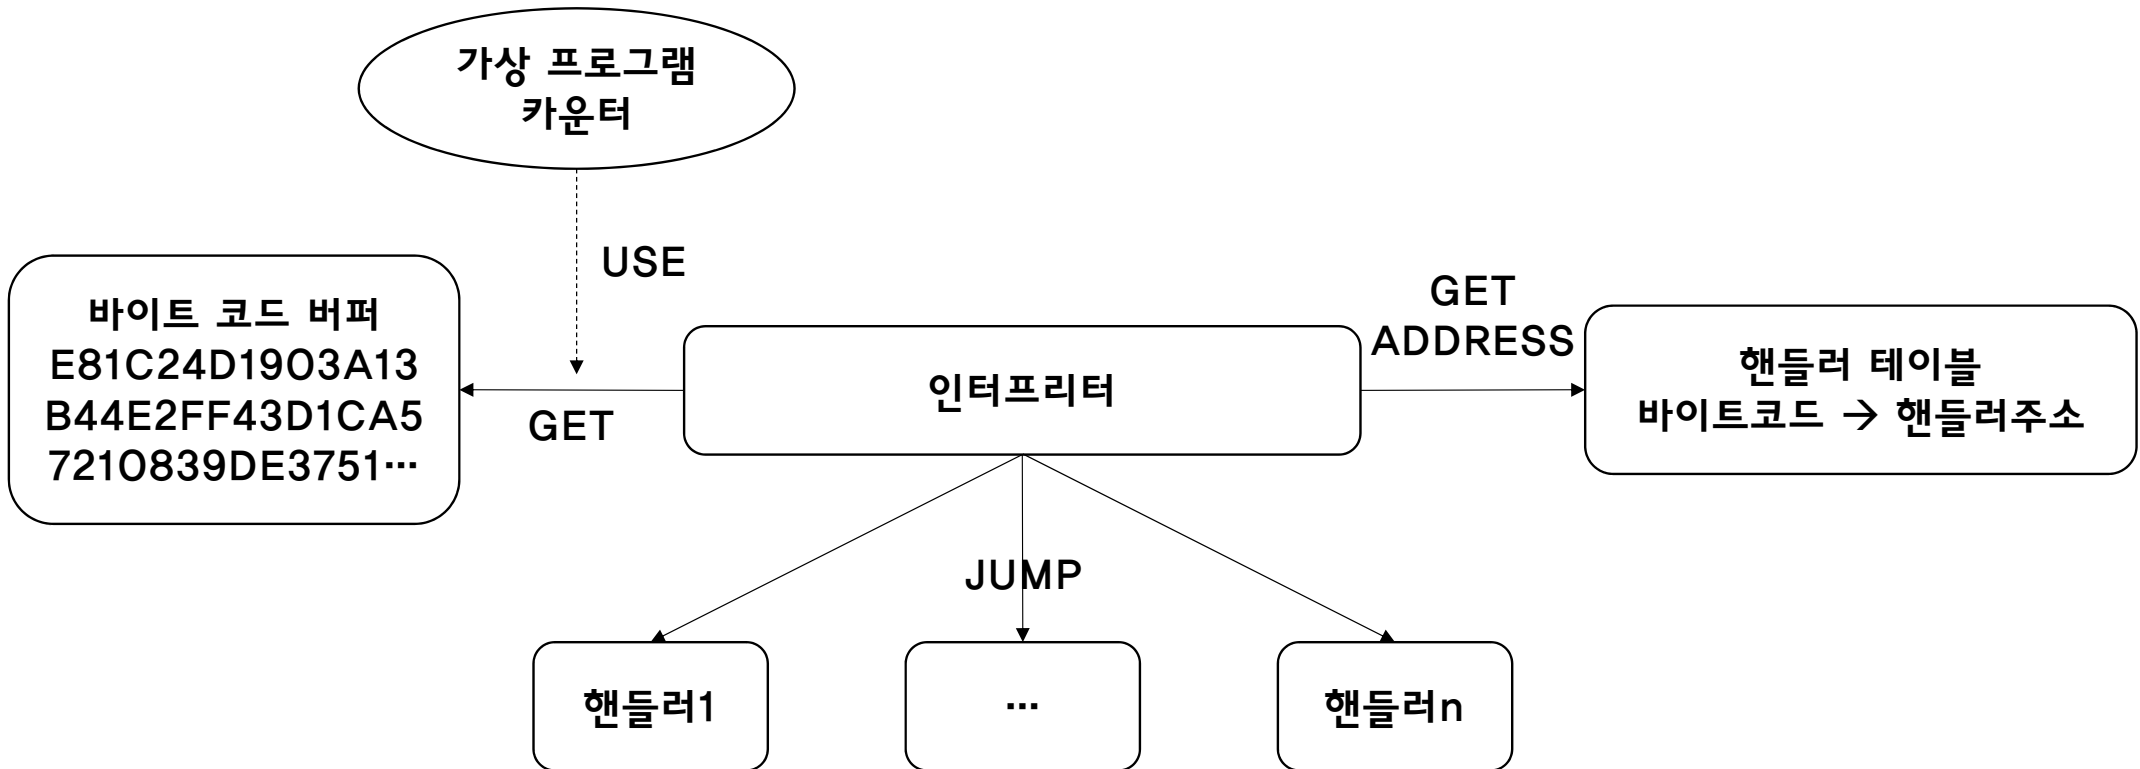 가상 프로그램
카운터
USE
바이트 코드 버퍼
E81C24D1903A13
B44E2FF43D1CA5
7210839DE3751…
GET
인터프리터
GET
ADDRESS
핸들러 테이블
바이트코드 → 핸들러주소
JUMP
핸들러1
…
핸들러n